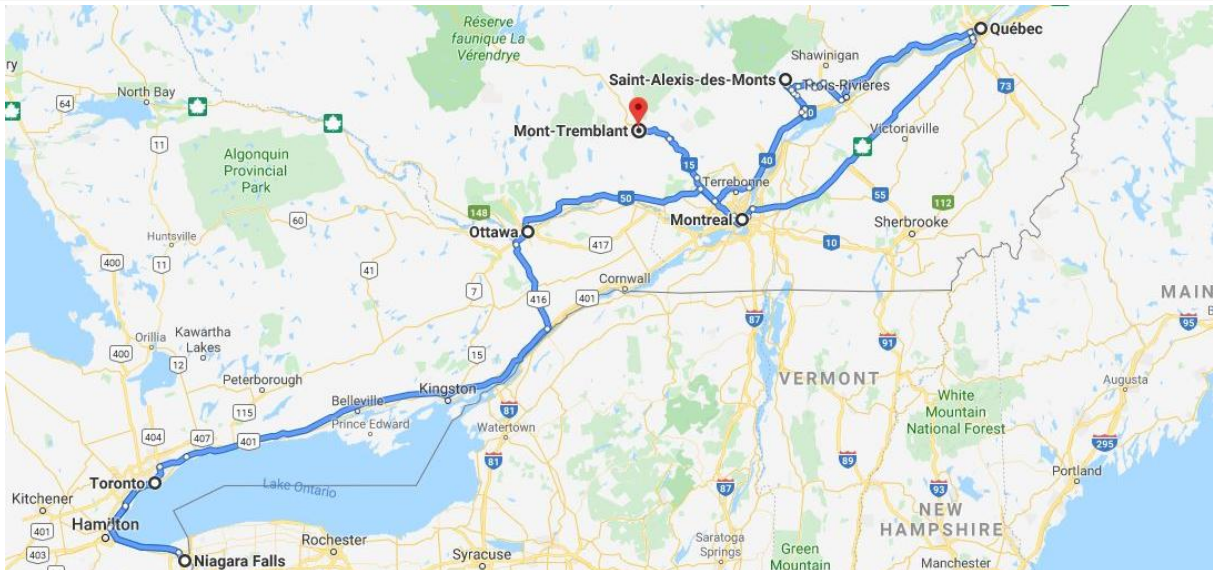 Réserve
faunique La
Vérendrye
Québec
Shawinigan
Saint-Alexis-des-Monts
Trois-Rivières
73
ry
64
North Bay
Mont-Tremblant
Victoriaville
11
Algonquin
Provincial
Park
15
40
Terrebonne
55
112
148
50
Montreal
Sherbrooke
60
Ottawa
417
10
Huntsville
400
11
41
Cornwall
7
416
401
MAIN
87
95
Orillia
Kawartha
Lakes
400
12
15
91
Peterborough
Kingston
VERMONT
Augusta
115
Belleville
Prince Edward
81
Watertown
White
Mountain
National Forest
404
407
401
295
81
89
Portland
Toronto
Lake Ontario
Kitchener
87
93
401
Hamilton
NEW
HAMPSHIRE
403
Rochester
Saratoga
Springs
Niagara Falls
Syracuse
Green
Mountain
Manchester